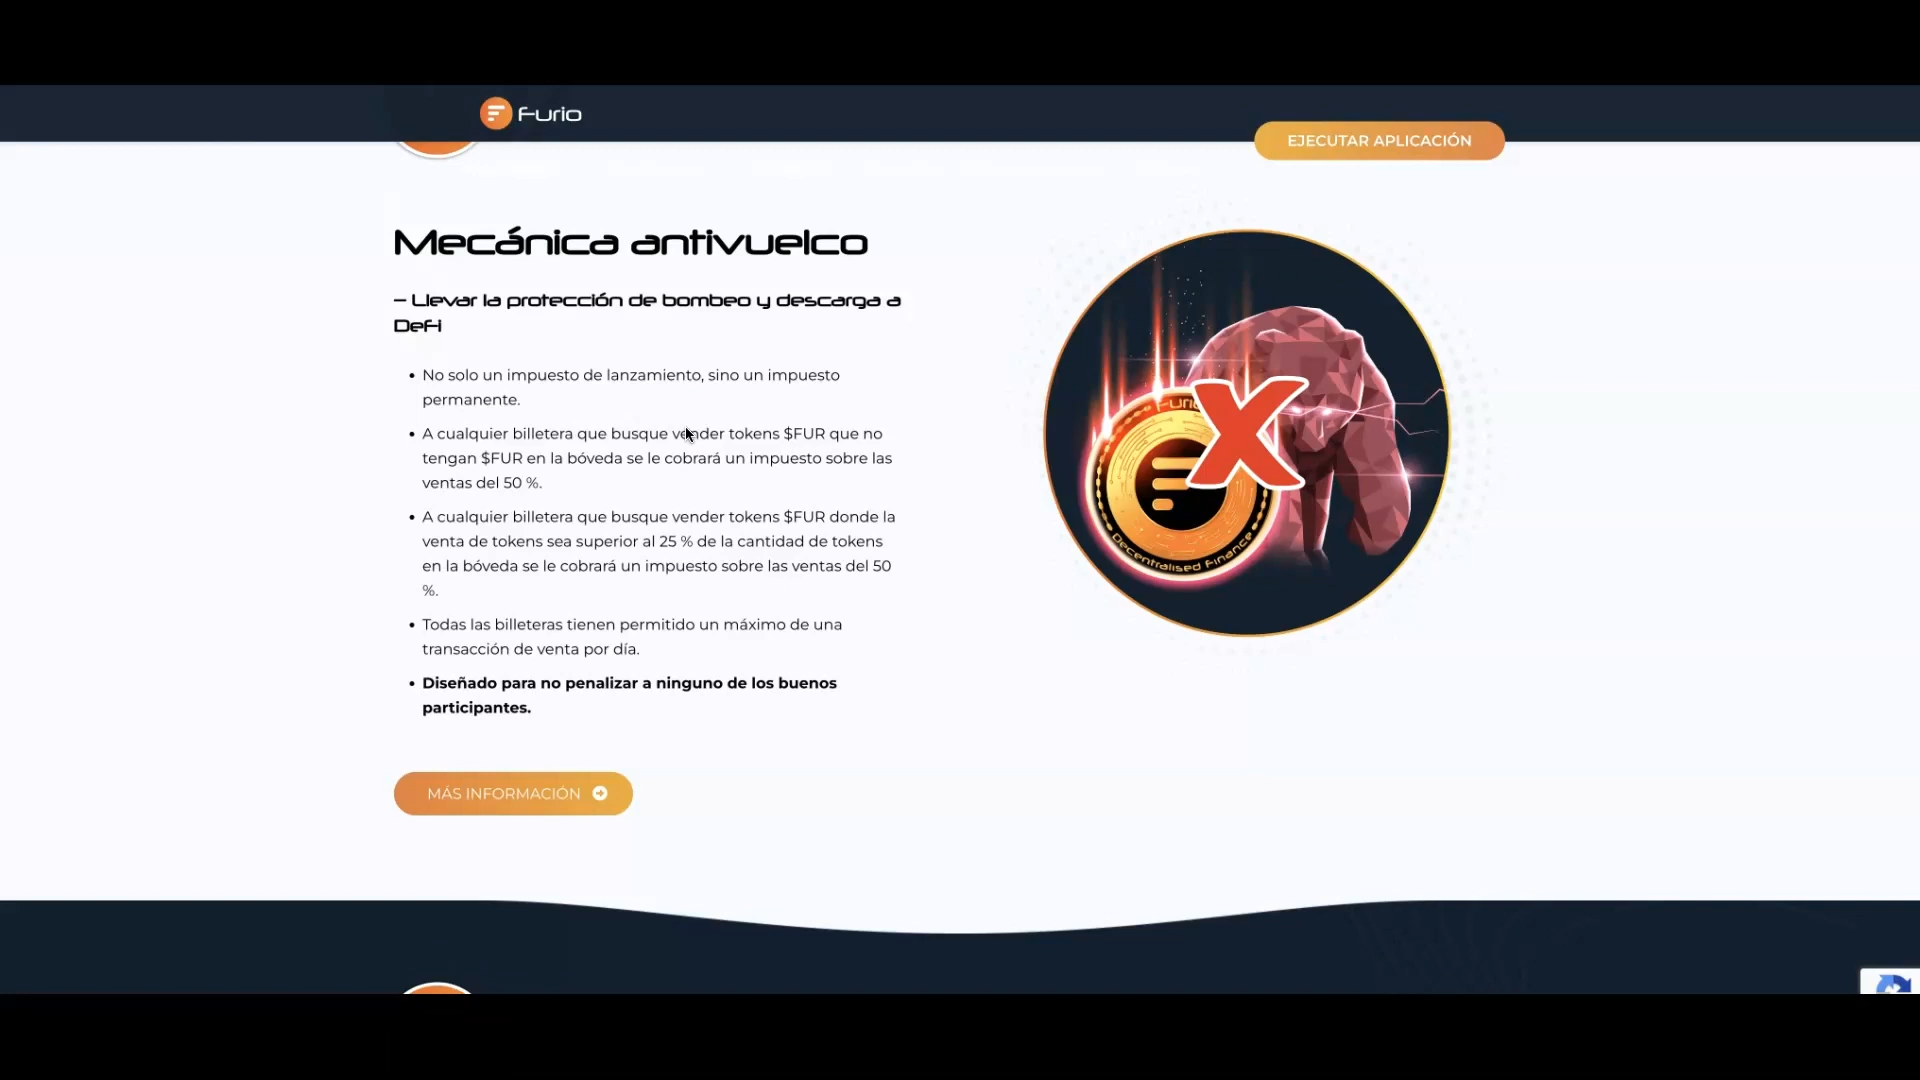 Furio
EJECUTAR APLICACIÓN
Mecánica antivuelco
– Llevar la protección de bombeo y descarga a
DeFi
• No solo un impuesto de lanzamiento, sino un impuesto
permanente.
• A cualquier billetera que busque vender tokens $FUR que no
tengan $FUR en la bóveda se le cobrará un impuesto sobre las
ventas del 50 %.
• A cualquier billetera que busque vender tokens $FUR donde la
venta de tokens sea superior al 25 % de la cantidad de tokens
en la bóveda se le cobrará un impuesto sobre las ventas del 50
%.
• Todas las billeteras tienen permitido un máximo de una
transacción de venta por día.
• Diseñado para no penalizar a ninguno de los buenos
participantes.
MÁS INFORMACIÓN
Decentralised Finance